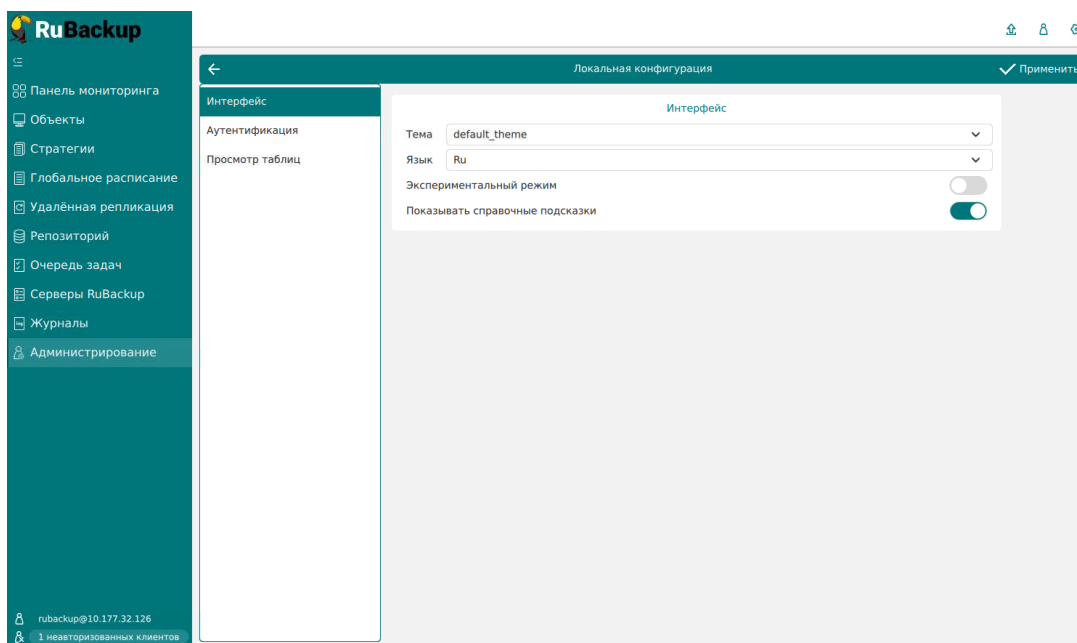 RuBackup
Локальная конфигурация
Применить
Панель мониторинга
Объекты
Стратегии
Глобальное расписание
Удалённая репликация
Репозиторий
Очередь задач
Серверы RuBackup
Журналы
Администрирование
rubackup@10.177.32.126
1 неавторизованных клиентов
Интерфейс
Аутентификация
Просмотр таблиц
Интерфейс
Тема default_theme
Язык Ru
Экспериментальный режим
Показывать справочные подсказки